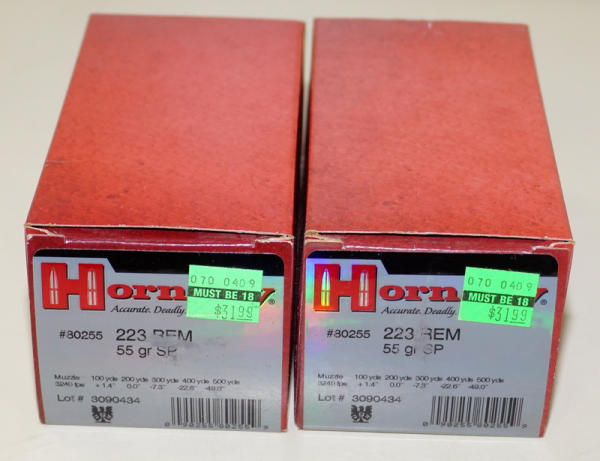 Hornady
070 0409
MUST BE 18
$31.99
Accurate. Deadly.
#80255 223 REM
55 gr SP
Muzzle 100 yds 200 yds 300 yds 400 yds 500 yds
3240 fps + 1.4" 0.0" -7.3" -22.6" -49.0"
Lot # 3090434
0 90255 80255 9
Hornady
070 0409
MUST BE 18
$31.99
Accurate. Deadly.
#80255 223 REM
55 gr SP
Muzzle 100 yds 200 yds 300 yds 400 yds 500 yds
3240 fps + 1.4" 0.0" -7.3" -22.6" -49.0"
Lot # 3090434